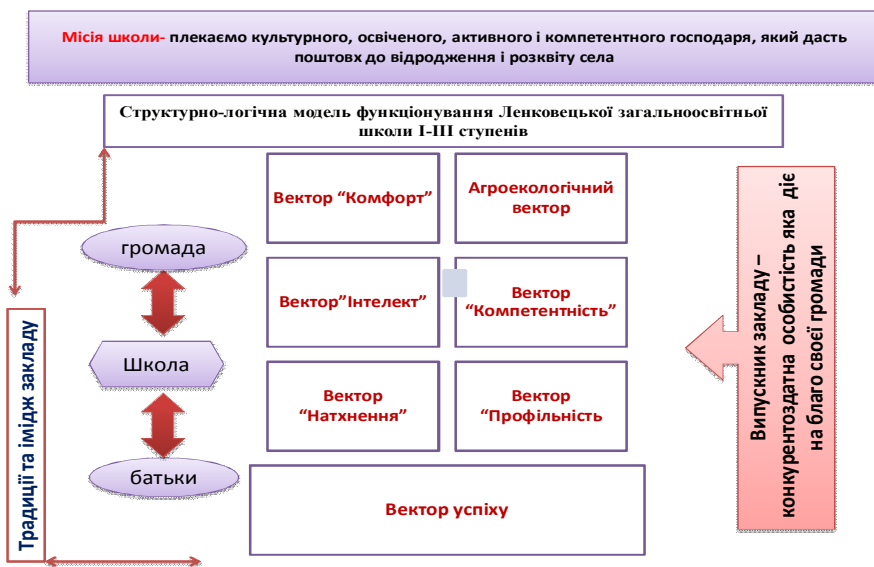 Місія школи- плекаємо культурного, освіченого, активного і компетентного господаря, який дасть
поштовх до відродження і розквіту села
Структурно-логічна модель функціонування Ленковецької загальноосвітньої
школи І-ІІІ ступенів
Вектор “Комфорт”
Агроекологічний
вектор
громада
Вектор”Інтелект”
Вектор
“Компетентність”
Школа
Вектор
“Натхнення”
Вектор
“Профільність
батьки
Вектор успіху
Традиції та імідж закладу
Випускник закладу –
конкурентоздатна особистість яка діє
на благо своєї громади